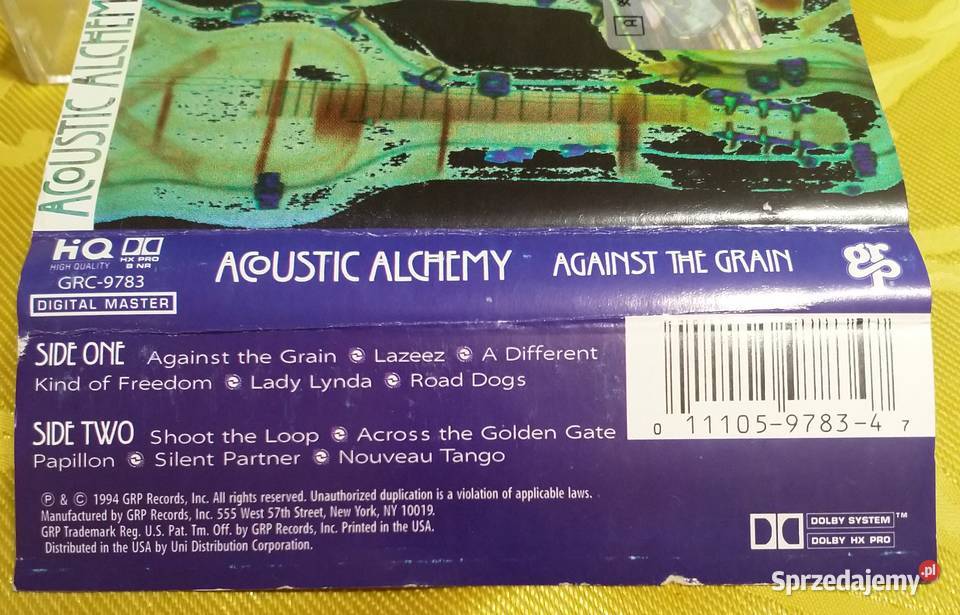 ACOUSTIC ALCHEMY
HiQ
HIGH QUALITY
HX PRO
B NR
GRC-9783
DIGITAL MASTER
ACOUSTIC ALCHEMY
AGAINST THE GRAIN
grp
SIDE ONE Against the Grain Lazeez A Different
Kind of Freedom Lady Lynda Road Dogs
SIDE TWO Shoot the Loop Across the Golden Gate
Papillon Silent Partner Nouveau Tango
0 11105-9783-4 7
℗ & © 1994 GRP Records, Inc. All rights reserved. Unauthorized duplication is a violation of applicable laws.
Manufactured by GRP Records, Inc. 555 West 57th Street, New York, NY 10019.
GRP Trademark Reg. U.S. Pat. Tm. Off. by GRP Records, Inc. Printed in the USA.
Distributed in the USA by Uni Distribution Corporation.
DOLBY SYSTEM™
DOLBY HX PRO
Sprzedajemy.pl